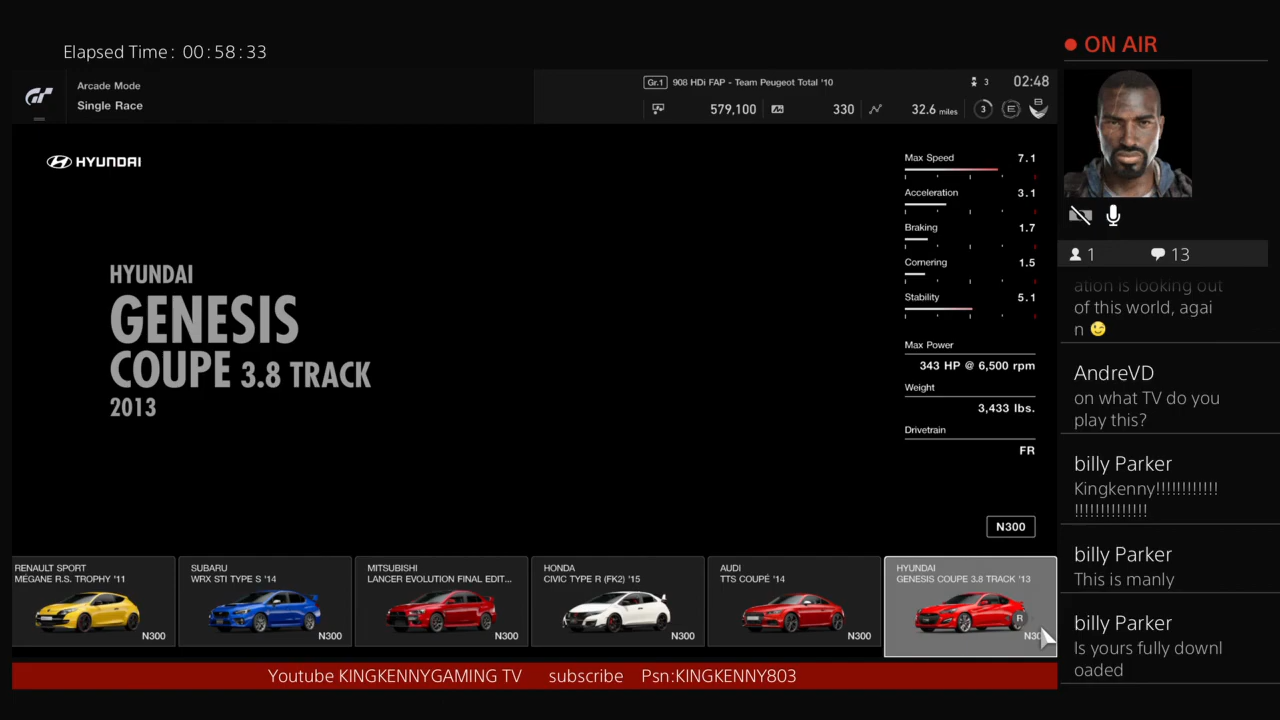 Elapsed Time: 00:58:33
ON AIR
Arcade Mode
Single Race
Gr.1 908 HDi FAP - Team Peugeot Total '10
3 02:48
579,100 330 32.6 miles 3 E B
HYUNDAI
HYUNDAI
GENESIS
COUPE 3.8 TRACK
2013
Max Speed 7.1
Acceleration 3.1
Braking 1.7
Cornering 1.5
Stability 5.1
Max Power
343 HP @ 6,500 rpm
Weight
3,433 lbs.
Drivetrain
FR
N300
RENAULT SPORT
MÉGANE R.S. TROPHY '11
N300
SUBARU
WRX STI TYPE S '14
N300
MITSUBISHI
LANCER EVOLUTION FINAL EDIT...
N300
HONDA
CIVIC TYPE R (FK2) '15
N300
AUDI
TTS COUPÉ '14
N300
HYUNDAI
GENESIS COUPE 3.8 TRACK '13
R
Youtube KINGKENNYGAMING TV subscribe Psn:KINGKENNY803
1 13
ation is looking out
of this world, agai
n 😉
AndreVD
on what TV do you
play this?
billy Parker
Kingkenny!!!!!!!!!!!!
!!!!!!!!!!!!!!
billy Parker
This is manly
billy Parker
Is yours fully downl
oaded